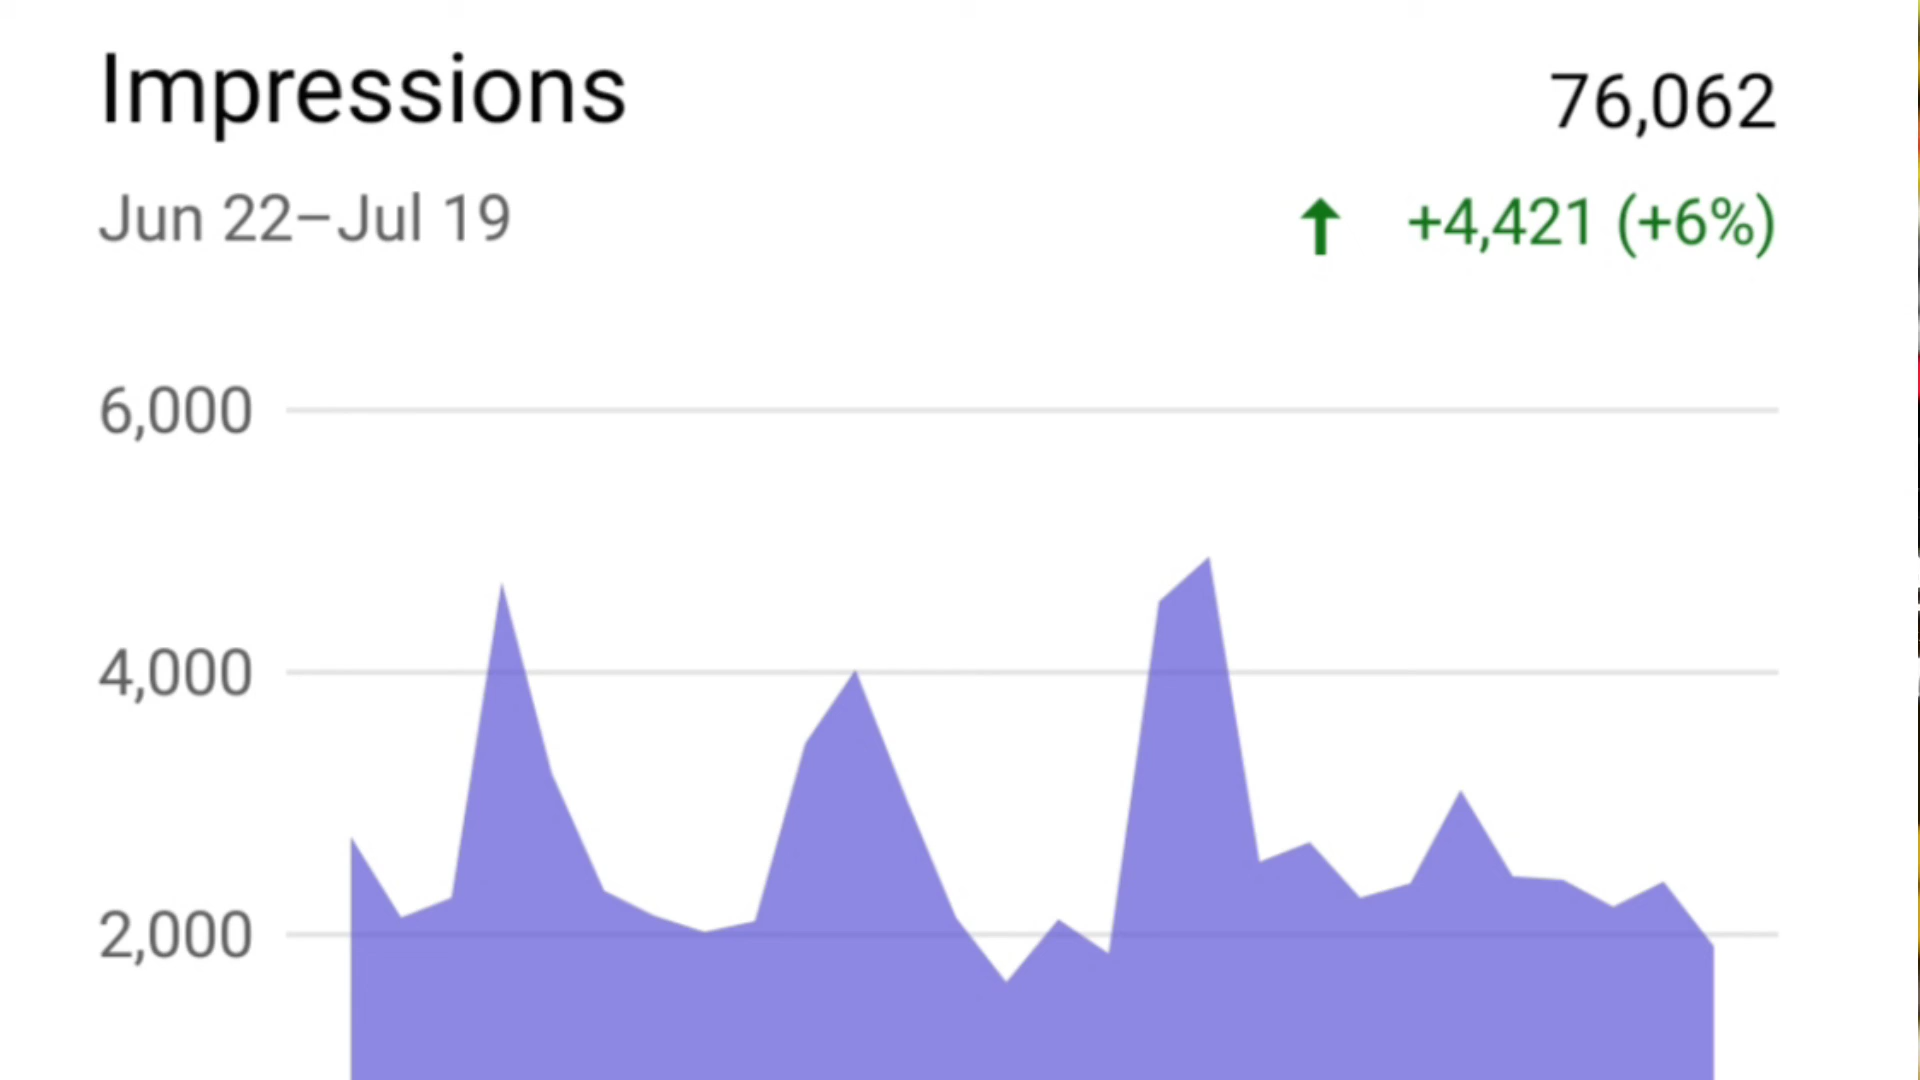 Impressions
76,062
Jun 22–Jul 19
+4,421 (+6%)
6,000
4,000
2,000